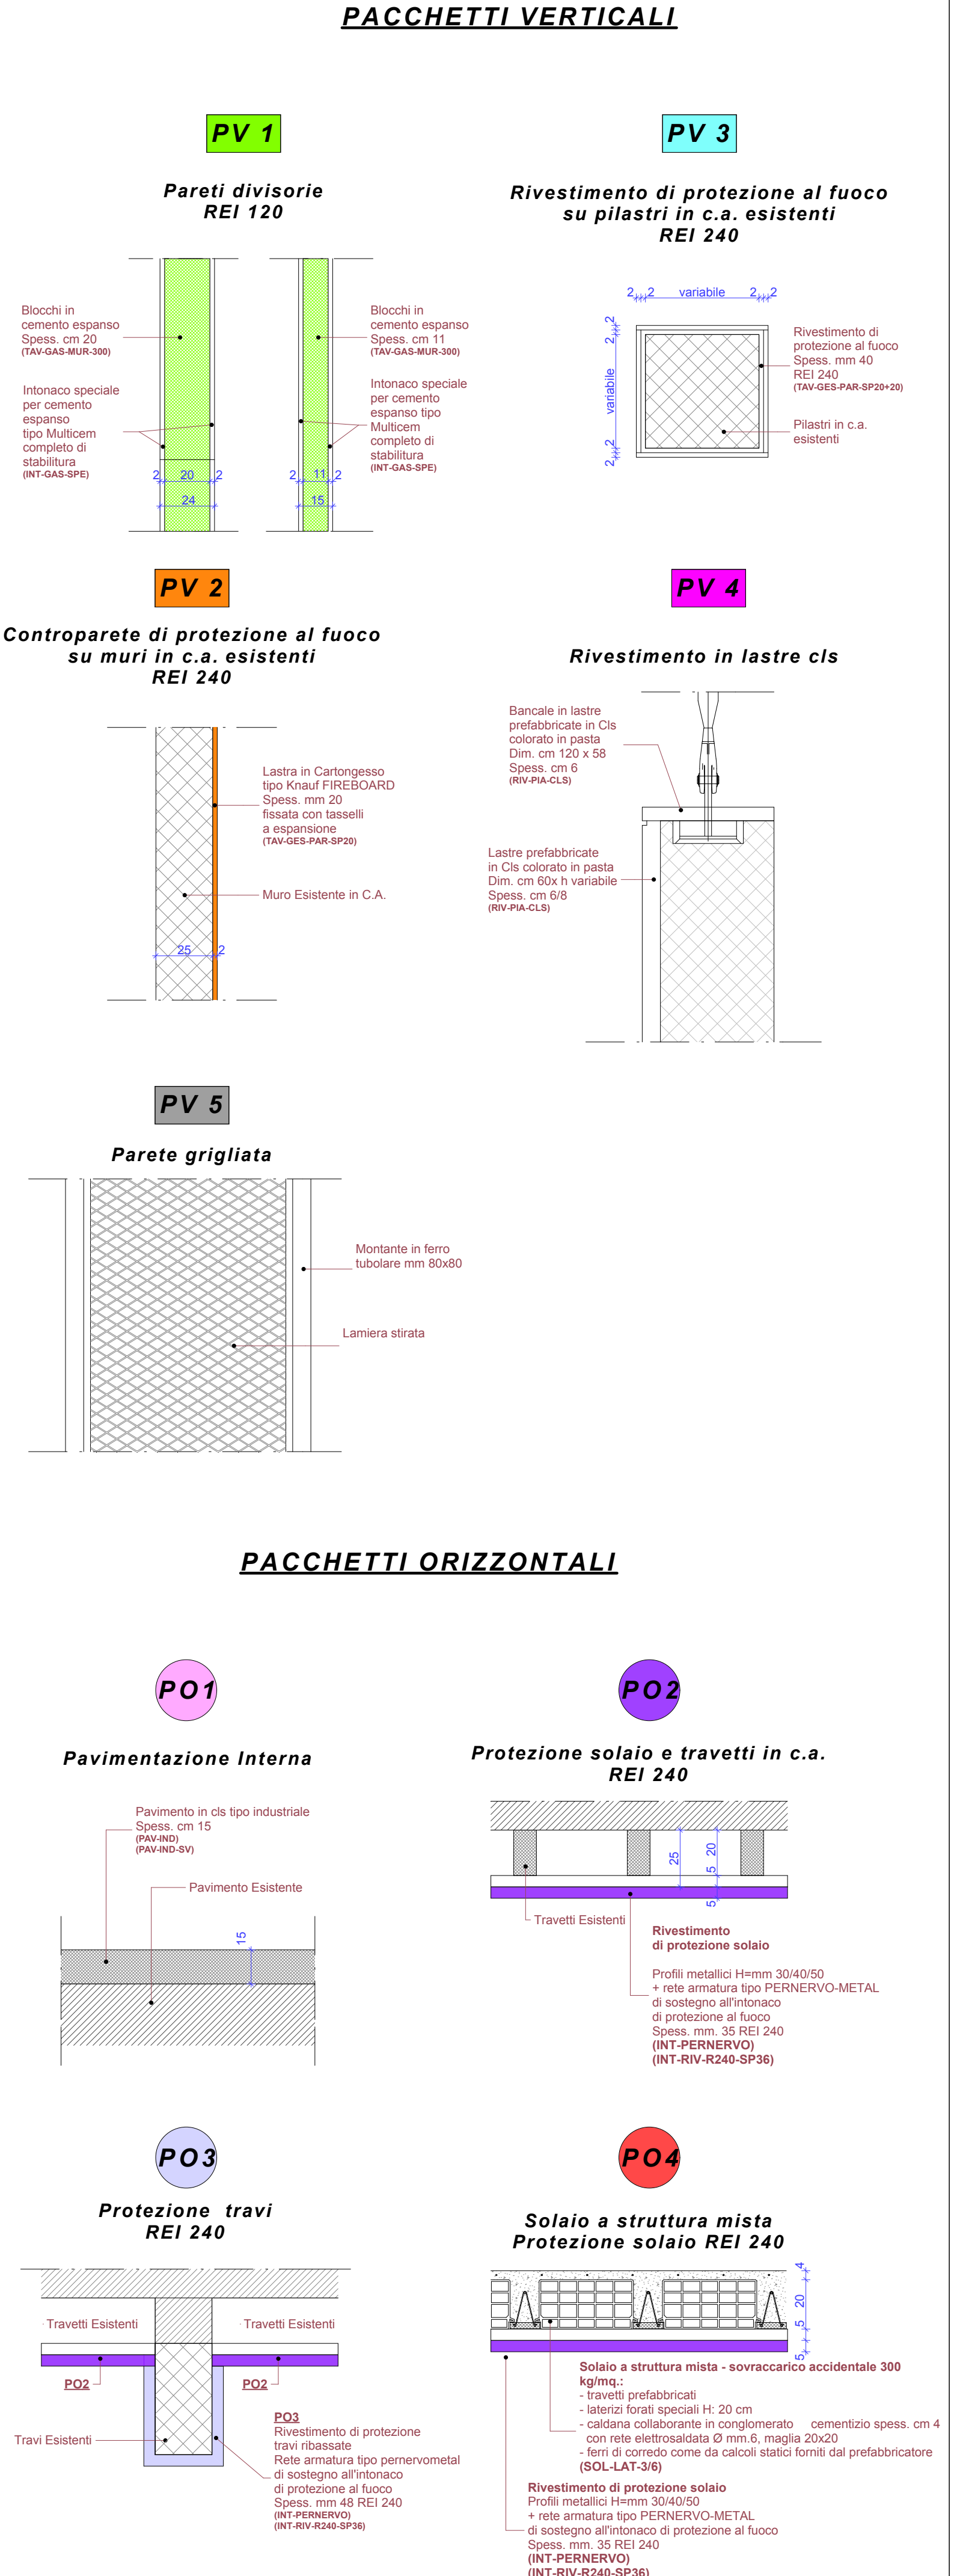 PACCHETTI VERTICALI
PV 1
Pareti divisorie
REI 120
Blocchi in
cemento espanso
Spess. cm 20
(TAV-GAS-MUR-300)
Intonaco speciale
per cemento
espanso
tipo Multicem
completo di
stabilitura
(INT-GAS-SPE)
2 20 2
24
Blocchi in
cemento espanso
Spess. cm 11
(TAV-GAS-MUR-300)
Intonaco speciale
per cemento
espanso tipo
Multicem
completo di
stabilitura
(INT-GAS-SPE)
2 11 2
15
PV 3
Rivestimento di protezione al fuoco
su pilastri in c.a. esistenti
REI 240
2 2 variabile 2 2
2 2 variabile 2 2
Rivestimento di
protezione al fuoco
Spess. mm 40
REI 240
(TAV-GES-PAR-SP20+20)
Pilastri in c.a.
esistenti
PV 2
Controparete di protezione al fuoco
su muri in c.a. esistenti
REI 240
Lastra in Cartongesso
tipo Knauf FIREBOARD
Spess. mm 20
fissata con tasselli
a espansione
(TAV-GES-PAR-SP20)
Muro Esistente in C.A.
25 2
PV 4
Rivestimento in lastre cls
Bancale in lastre
prefabbricate in Cls
colorato in pasta
Dim. cm 120 x 58
Spess. cm 6
(RIV-PIA-CLS)
Lastre prefabbricate
in Cls colorato in pasta
Dim. cm 60x h variabile
Spess. cm 6/8
(RIV-PIA-CLS)
PV 5
Parete grigliata
Montante in ferro
tubolare mm 80x80
Lamiera stirata
PACCHETTI ORIZZONTALI
PO1
Pavimentazione Interna
Pavimento in cls tipo industriale
Spess. cm 15
(PAV-IND)
(PAV-IND-SV)
Pavimento Esistente
15
PO2
Protezione solaio e travetti in c.a.
REI 240
25
20
5
5
Travetti Esistenti
Rivestimento
di protezione solaio
Profili metallici H=mm 30/40/50
+ rete armatura tipo PERNERVO-METAL
di sostegno all'intonaco
di protezione al fuoco
Spess. mm. 35 REI 240
(INT-PERNERVO)
(INT-RIV-R240-SP36)
PO3
Protezione travi
REI 240
Travetti Esistenti
Travetti Esistenti
PO2
PO2
Travi Esistenti
PO3
Rivestimento di protezione
travi ribassate
Rete armatura tipo pernervometal
di sostegno all'intonaco
di protezione al fuoco
Spess. mm 48 REI 240
(INT-PERNERVO)
(INT-RIV-R240-SP36)
PO4
Solaio a struttura mista
Protezione solaio REI 240
4
20
5
5
Solaio a struttura mista - sovraccarico accidentale 300
kg/mq.:
- travetti prefabbricati
- laterizi forati speciali H: 20 cm
- caldana collaborante in conglomerato cementizio spess. cm 4
con rete elettrosaldata Ø mm.6, maglia 20x20
- ferri di corredo come da calcoli statici forniti dal prefabbricatore
(SOL-LAT-3/6)
Rivestimento di protezione solaio
Profili metallici H=mm 30/40/50
+ rete armatura tipo PERNERVO-METAL
di sostegno all'intonaco di protezione al fuoco
Spess. mm. 35 REI 240
(INT-PERNERVO)
(INT-RIV-R240-SP36)